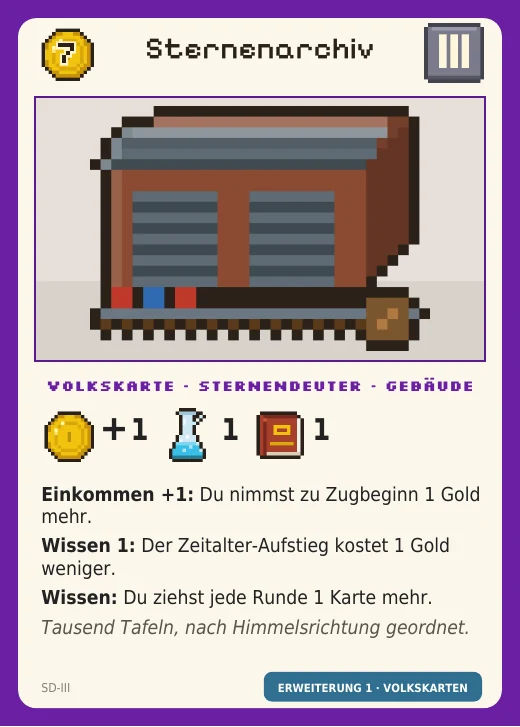 7
Sternenarchiv
III
VOLKSKARTE · STERNENDEUTER · GEBÄUDE
+1 1 1
Einkommen +1: Du nimmst zu Zugbeginn 1 Gold
mehr.
Wissen 1: Der Zeitalter-Aufstieg kostet 1 Gold
weniger.
Wissen: Du ziehst jede Runde 1 Karte mehr.
Tausend Tafeln, nach Himmelsrichtung geordnet.
SD-III
ERWEITERUNG 1 · VOLKSKARTEN